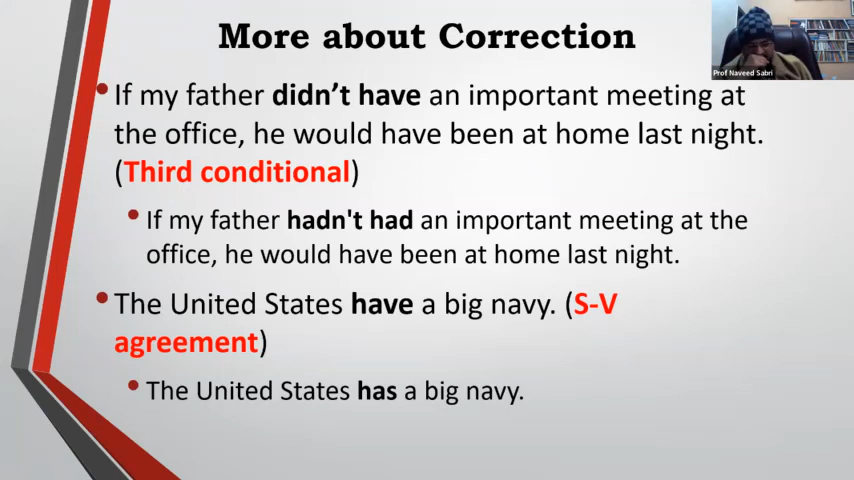 More about Correction
Prof Naveed Sabri
• If my father didn’t have an important meeting at
the office, he would have been at home last night.
(Third conditional)
• If my father hadn't had an important meeting at the
office, he would have been at home last night.
• The United States have a big navy. (S-V
agreement)
• The United States has a big navy.